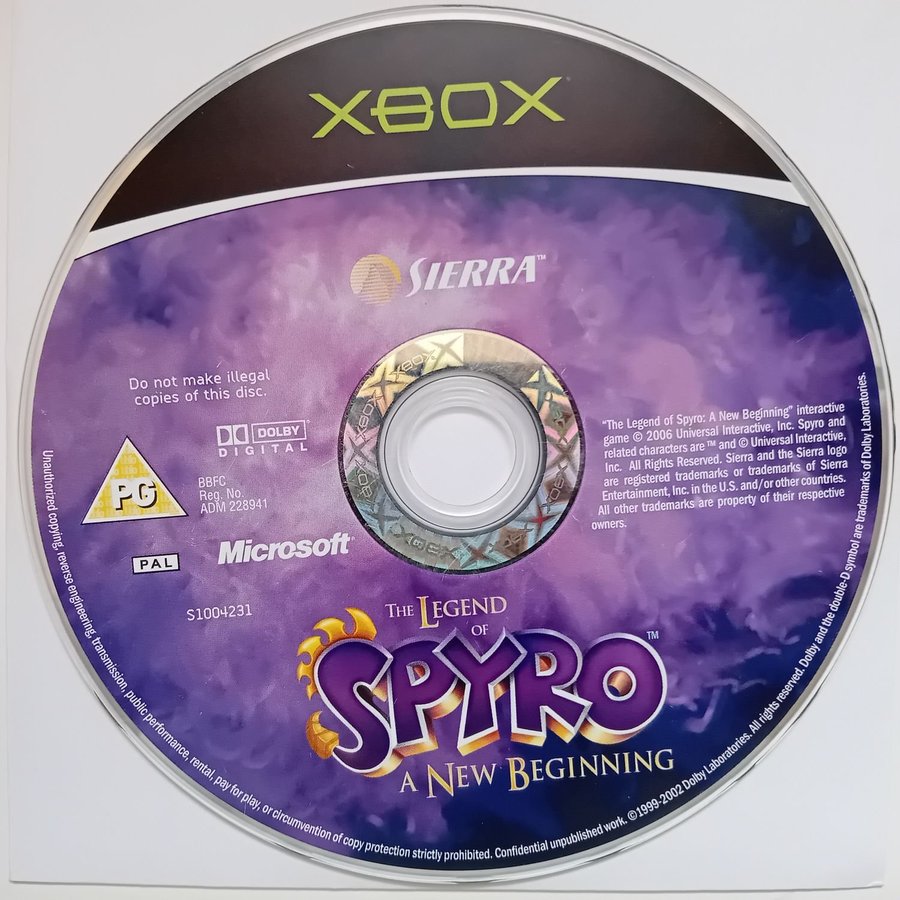 XBOX
SIERRA™
Do not make illegal
copies of this disc.
DOLBY
DIGITAL
PG
BBFC
Reg. No.
ADM 228941
PAL
Microsoft®
S1004231
"The Legend of Spyro: A New Beginning" interactive
game © 2006 Universal Interactive, Inc. Spyro and
related characters are ™ and © Universal Interactive,
Inc. All Rights Reserved. Sierra and the Sierra logo
are registered trademarks or trademarks of Sierra
Entertainment, Inc. in the U.S. and/or other countries.
All other trademarks are property of their respective
owners.
THE LEGEND
OF
SPYRO™
A NEW BEGINNING
Unauthorized copying, reverse engineering, transmission, public performance, rental, pay for play, or circumvention of copy protection strictly prohibited. Confidential unpublished work. ©1999-2002 Dolby Laboratories. All rights reserved. Dolby and the double-D symbol are trademarks of Dolby Laboratories.